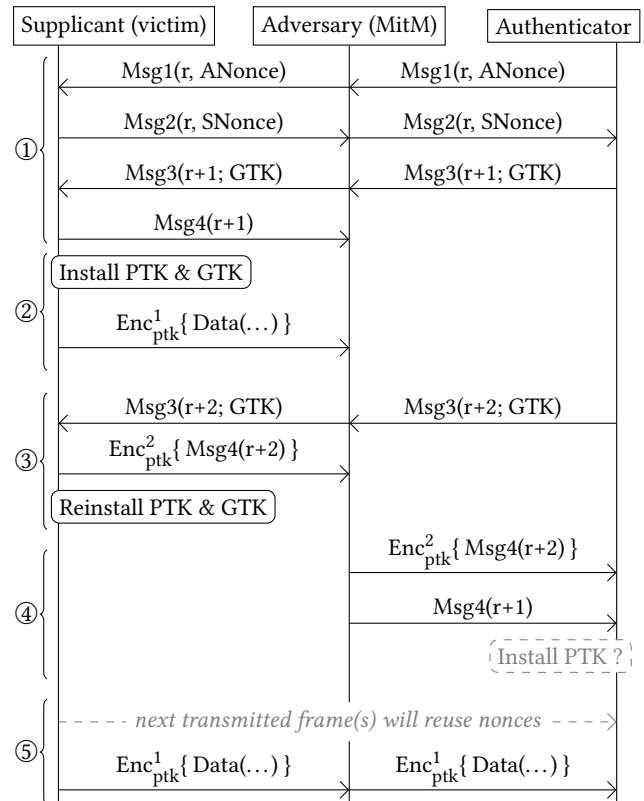 Supplicant (victim) Adversary (MitM) Authenticator
①
Msg1(r, ANonce) Msg1(r, ANonce)
Msg2(r, SNonce) Msg2(r, SNonce)
Msg3(r+1; GTK) Msg3(r+1; GTK)
Msg4(r+1)
②
Install PTK & GTK
Enc¹ptk{ Data(…) }
③
Msg3(r+2; GTK) Msg3(r+2; GTK)
Enc²ptk{ Msg4(r+2) }
Reinstall PTK & GTK
④
Enc²ptk{ Msg4(r+2) }
Msg4(r+1)
Install PTK ?
⑤
next transmitted frame(s) will reuse nonces
Enc¹ptk{ Data(…) } Enc¹ptk{ Data(…) }